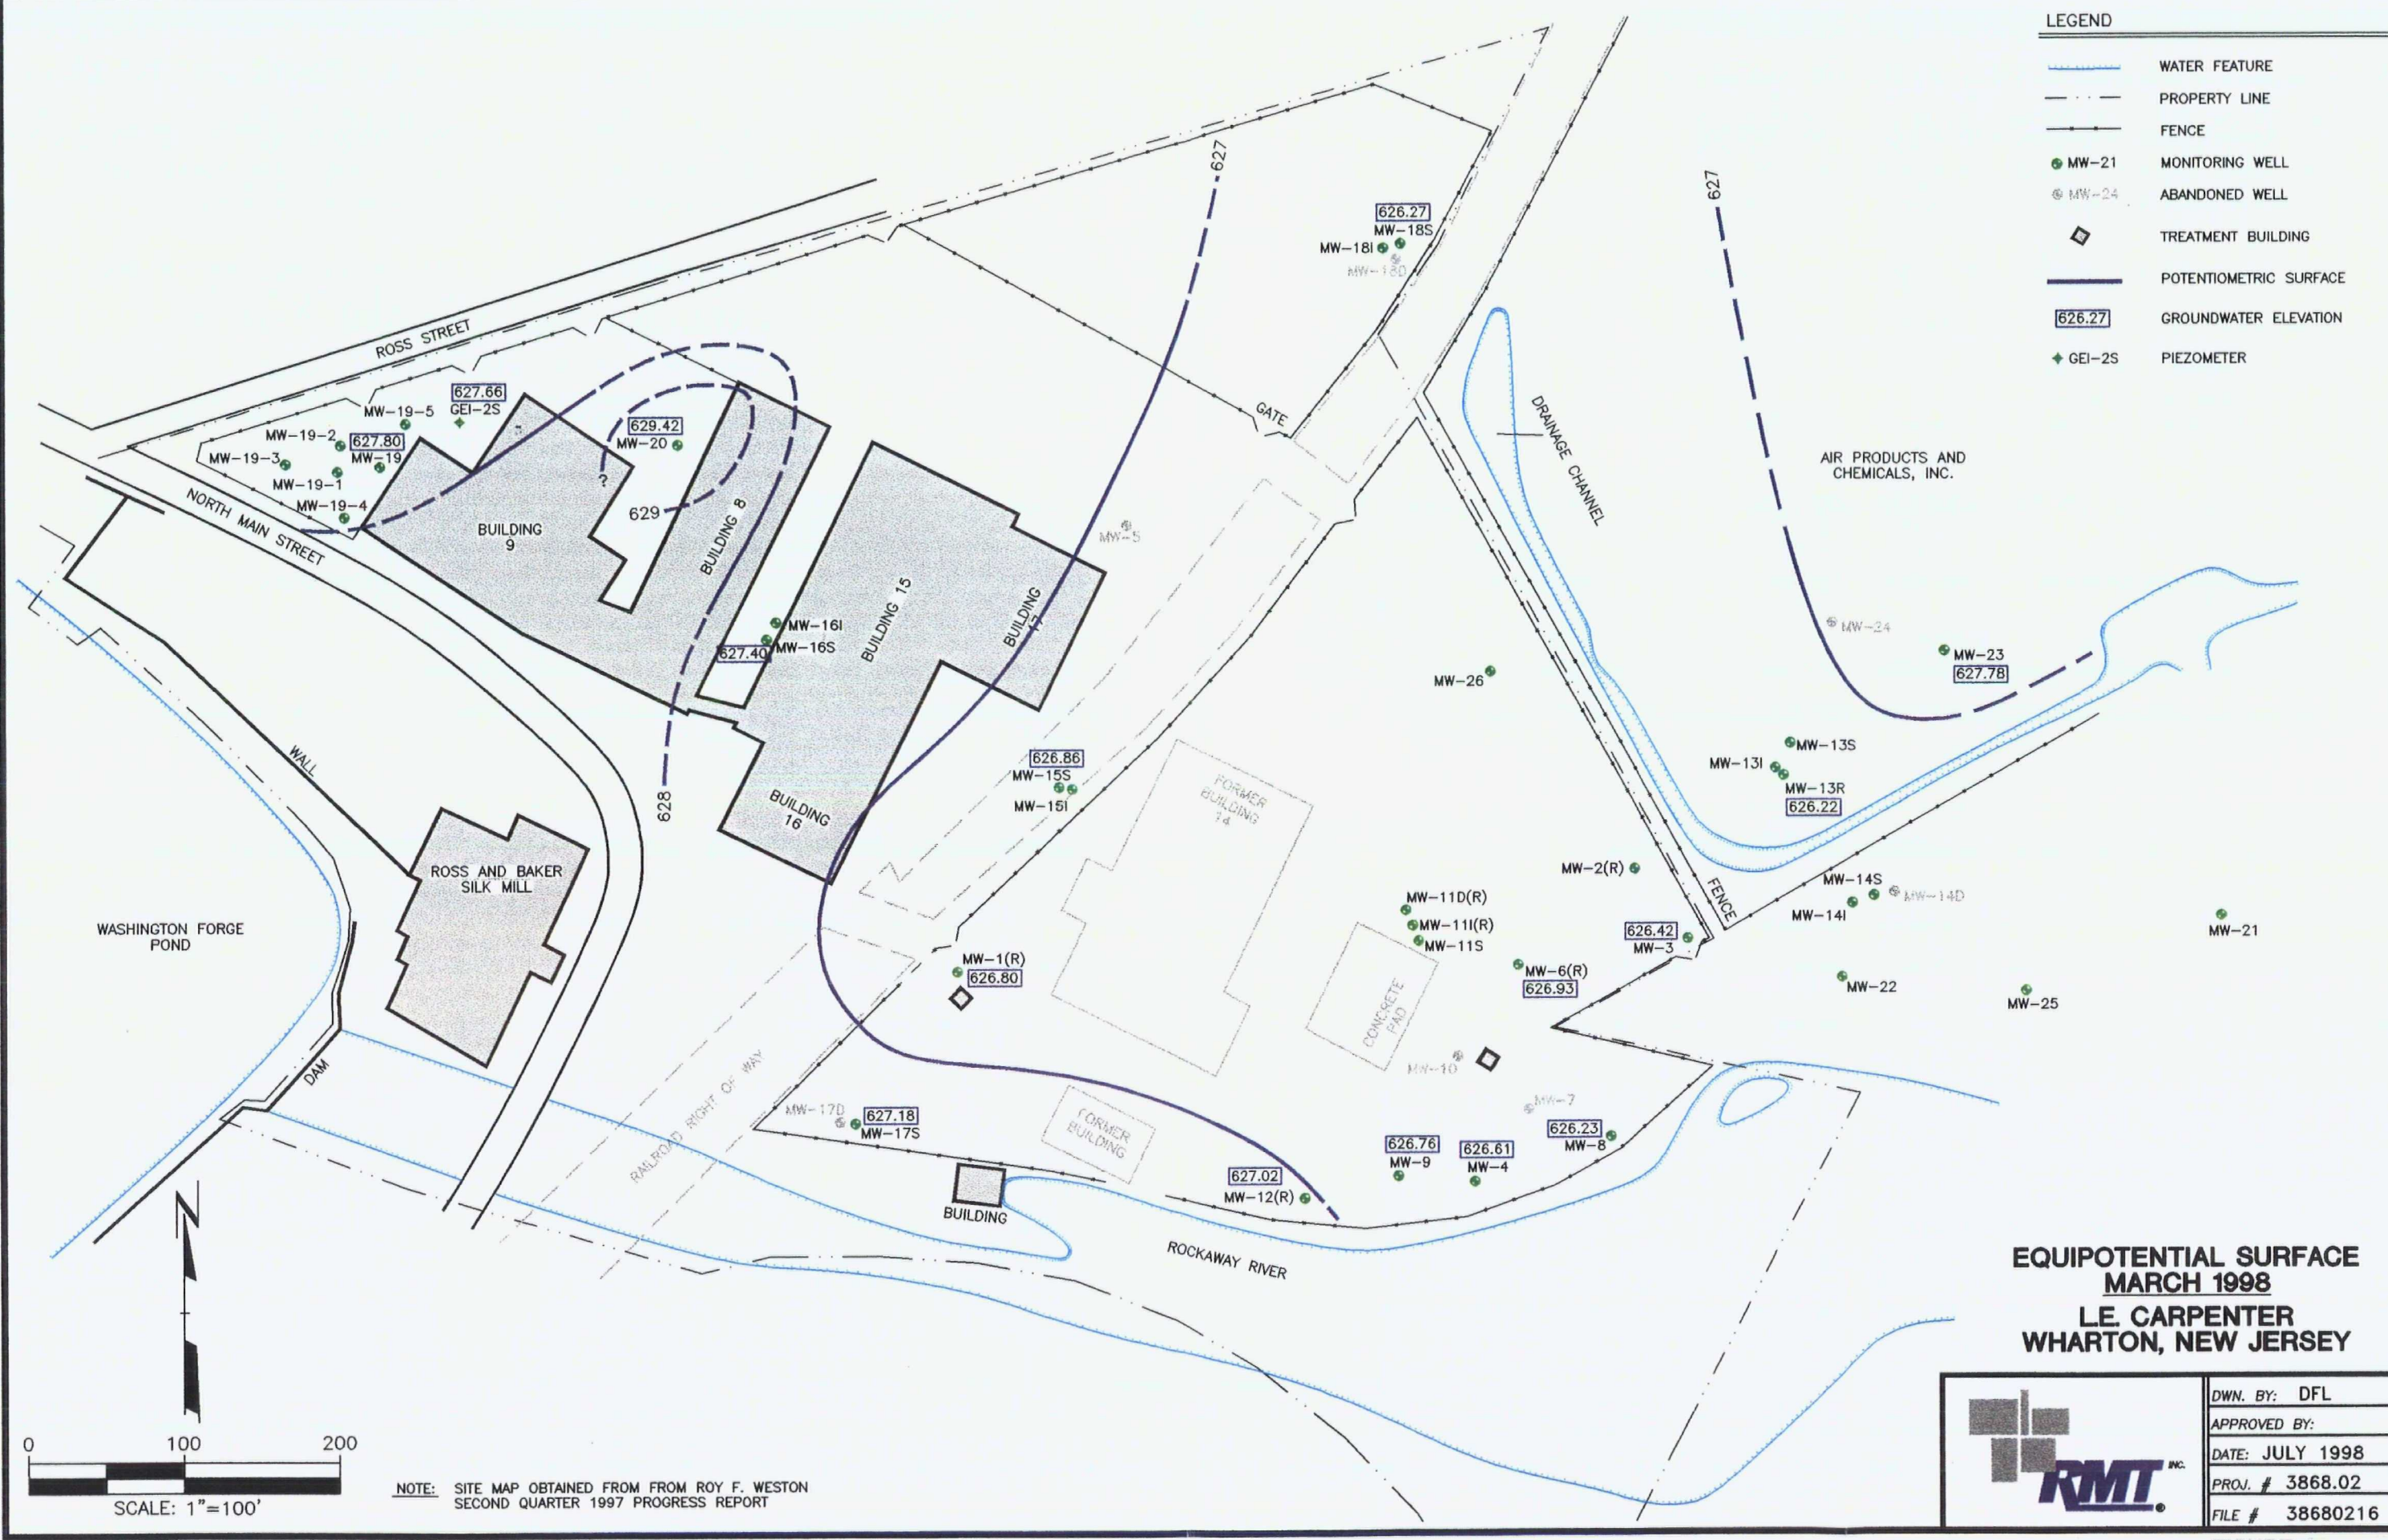 LEGEND
WATER FEATURE
PROPERTY LINE
FENCE
MW-21 MONITORING WELL
MW-24 ABANDONED WELL
TREATMENT BUILDING
POTENTIOMETRIC SURFACE
626.27 GROUNDWATER ELEVATION
GEI-2S PIEZOMETER
627
627
626.27
MW-18S
MW-18I
MW-18D
ROSS STREET
627.66
GEI-2S
MW-19-5
MW-19-2
627.80
MW-19
MW-19-3
MW-19-1
MW-19-4
NORTH MAIN STREET
629.42
MW-20
?
629
BUILDING
9
BUILDING 8
GATE
DRAINAGE CHANNEL
AIR PRODUCTS AND
CHEMICALS, INC.
MW-5
BUILDING 15
BUILDING
17
MW-16I
MW-16S
627.40
MW-24
MW-23
627.78
MW-26
WALL
628
626.86
MW-15S
MW-15I
BUILDING
16
FORMER
BUILDING
14
MW-13S
MW-13I
MW-13R
626.22
ROSS AND BAKER
SILK MILL
MW-2(R)
FENCE
MW-14S
MW-14D
MW-14I
MW-11D(R)
MW-11I(R)
MW-11S
626.42
MW-3
MW-21
WASHINGTON FORGE
POND
MW-1(R)
626.80
MW-6(R)
626.93
MW-22
MW-25
CONCRETE
PAD
DAM
MW-10
RAILROAD RIGHT OF WAY
MW-17D
627.18
MW-17S
FORMER
BUILDING
MW-7
626.23
MW-8
626.76
MW-9
626.61
MW-4
627.02
MW-12(R)
BUILDING
ROCKAWAY RIVER
N
EQUIPOTENTIAL SURFACE
MARCH 1998
L.E. CARPENTER
WHARTON, NEW JERSEY
0 100 200
SCALE: 1"=100'
NOTE: SITE MAP OBTAINED FROM FROM ROY F. WESTON
SECOND QUARTER 1997 PROGRESS REPORT
RMT INC.
DWN. BY: DFL
APPROVED BY:
DATE: JULY 1998
PROJ. # 3868.02
FILE # 38680216